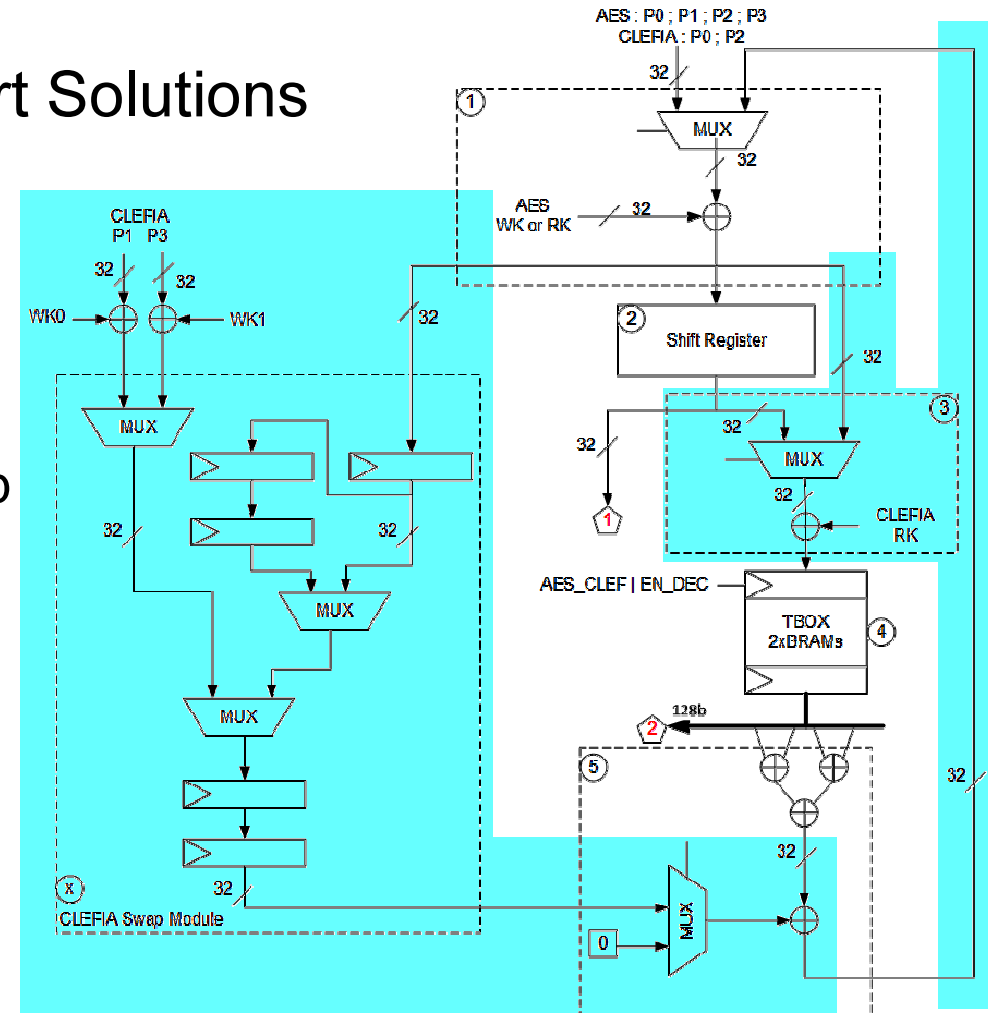 AES : P0 ; P1 ; P2 ; P3
CLEFIA : P0 ; P2
rt Solutions
32
1
MUX
32
AES
WK or RK
32
CLEFIA
P1 P3
32
32
WK0
WK1
32
2
Shift Register
32
3
MUX
32
MUX
32
32
1
CLEFIA
RK
o
32
32
AES_CLEF | EN_DEC
TBOX
2xBRAMs
4
MUX
MUX
2
128b
5
32
32
x
32
CLEFIA Swap Module
MUX
0